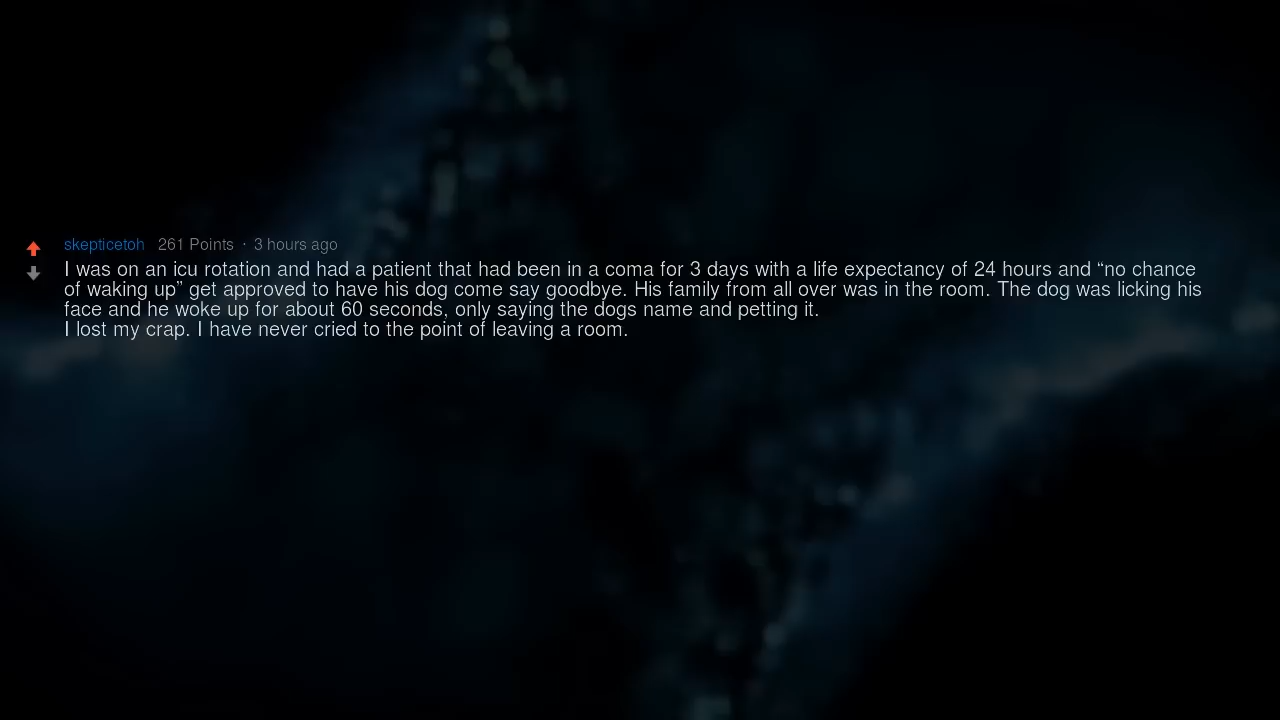 skepticetoh 261 Points · 3 hours ago
I was on an icu rotation and had a patient that had been in a coma for 3 days with a life expectancy of 24 hours and “no chance
of waking up” get approved to have his dog come say goodbye. His family from all over was in the room. The dog was licking his
face and he woke up for about 60 seconds, only saying the dogs name and petting it.
I lost my crap. I have never cried to the point of leaving a room.